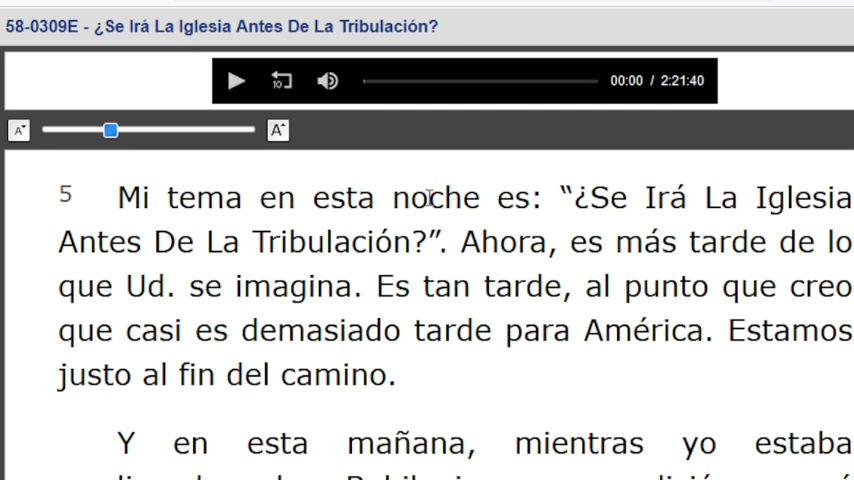 58-0309E - ¿Se Irá La Iglesia Antes De La Tribulación?
10
00:00 / 2:21:40
A A
5 Mi tema en esta noche es: “¿Se Irá La Iglesia
Antes De La Tribulación?”. Ahora, es más tarde de lo
que Ud. se imagina. Es tan tarde, al punto que creo
que casi es demasiado tarde para América. Estamos
justo al fin del camino.
Y en esta mañana, mientras yo estaba